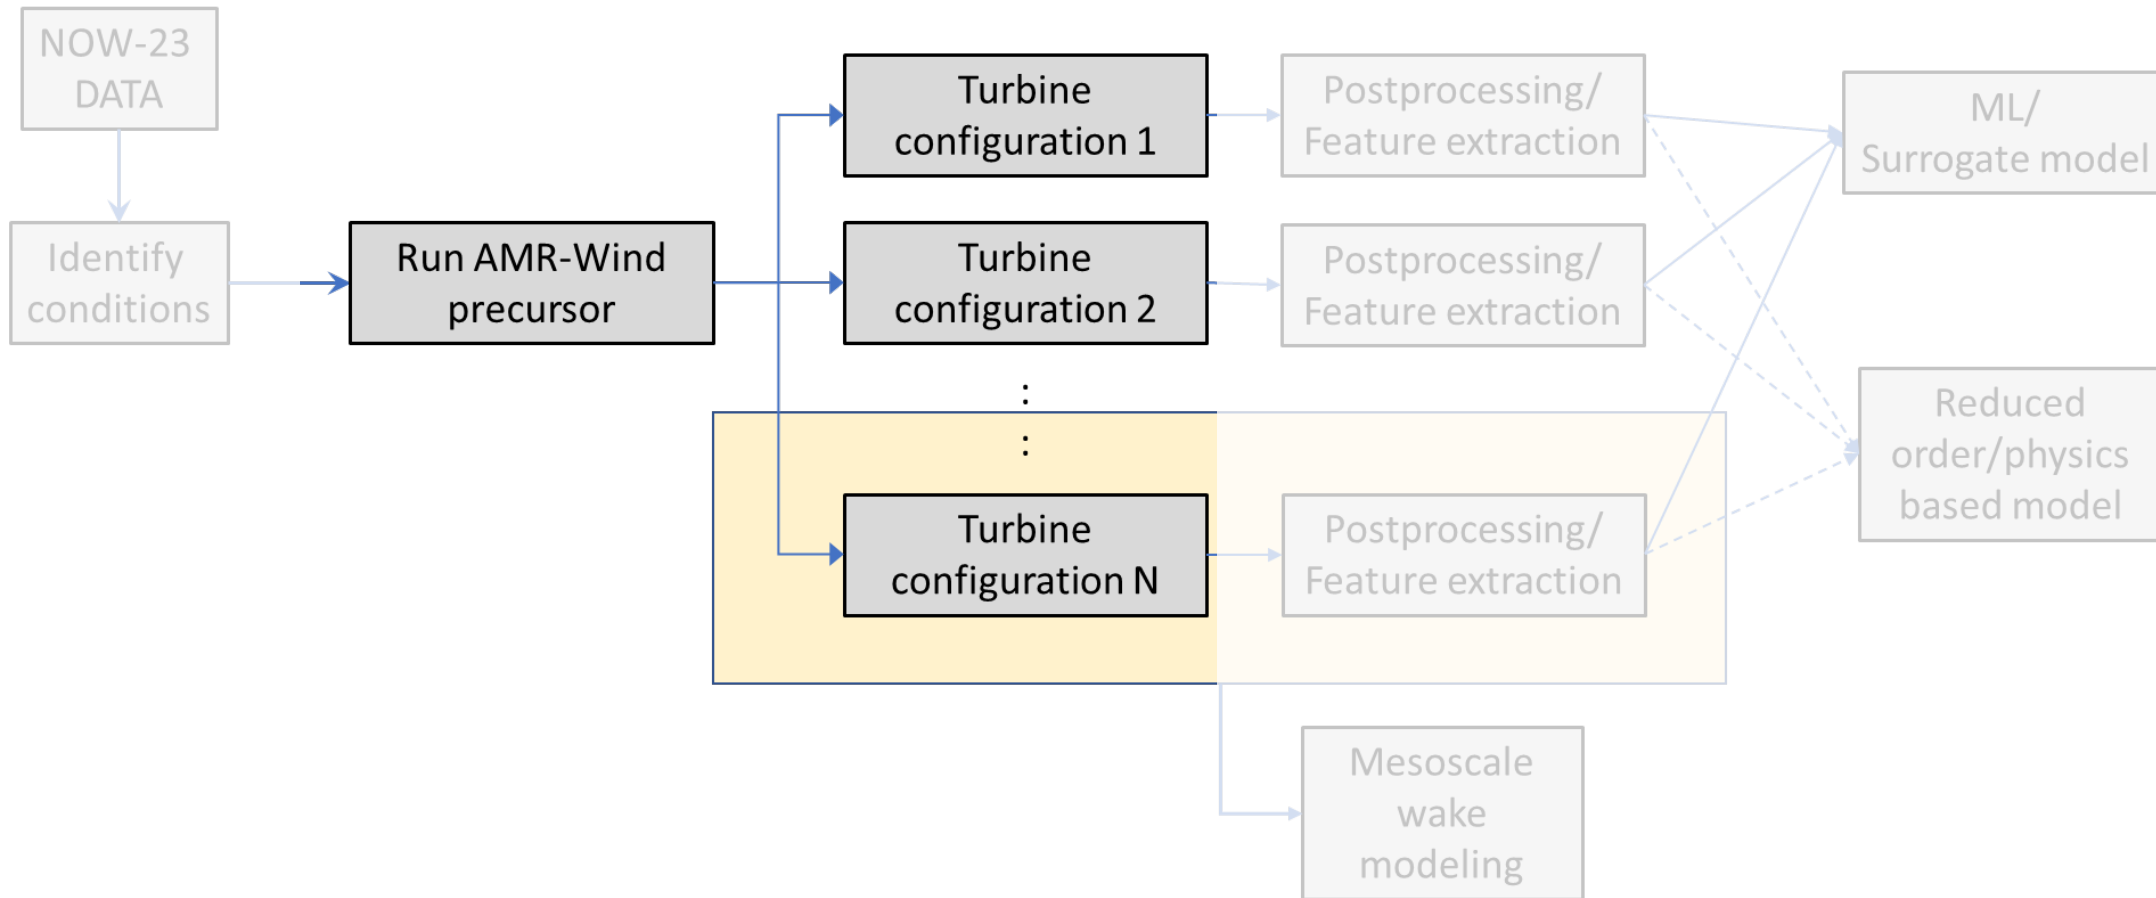 NOW-23
DATA
Identify
conditions
Run AMR-Wind
precursor
Turbine
configuration 1
Turbine
configuration 2
:
:
Turbine
configuration N
Postprocessing/
Feature extraction
Postprocessing/
Feature extraction
Postprocessing/
Feature extraction
ML/
Surrogate model
Reduced
order/physics
based model
Mesoscale
wake
modeling